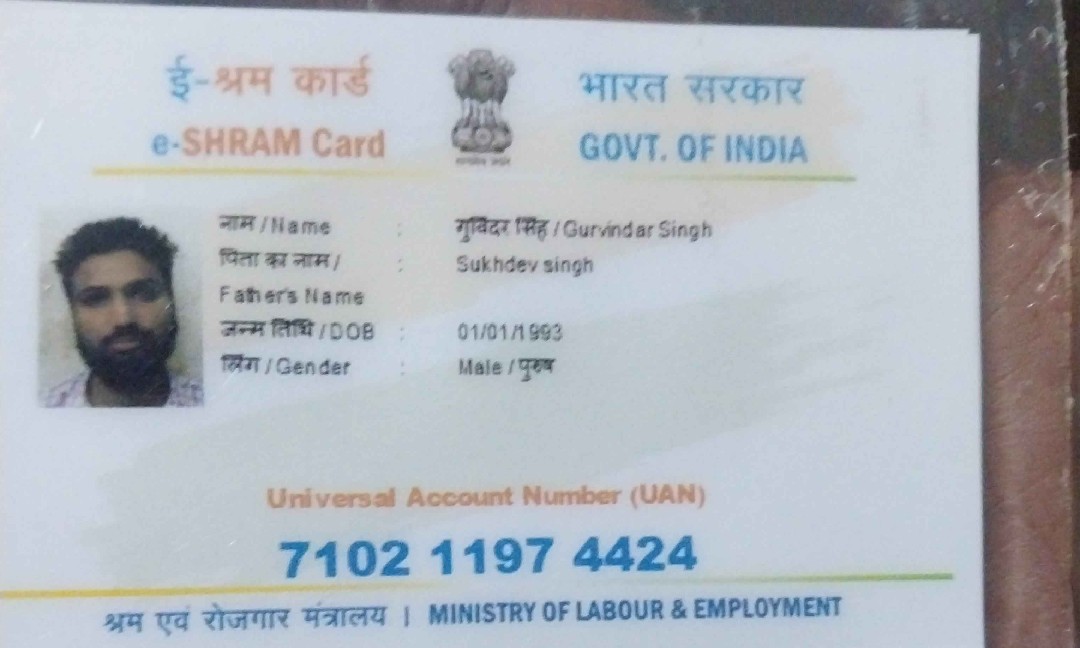 ई-श्रम कार्ड
e-SHRAM Card
भारत सरकार
GOVT. OF INDIA
नाम /Name : गुविंदर सिंह / Gurvindar Singh
पिता का नाम / : Sukhdev singh
Father's Name
जन्म तिथि / DOB : 01/01/1993
लिंग / Gender : Male / पुरुष
Universal Account Number (UAN)
7102 1197 4424
श्रम एवं रोजगार मंत्रालय | MINISTRY OF LABOUR & EMPLOYMENT